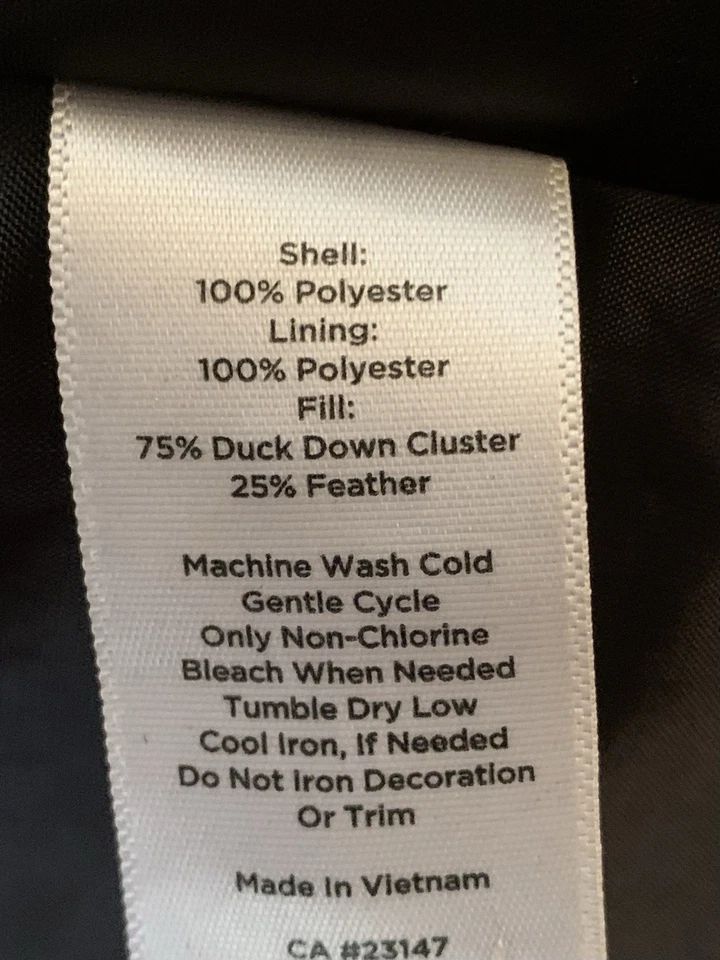 Shell:
100% Polyester
Lining:
100% Polyester
Fill:
75% Duck Down Cluster
25% Feather
Machine Wash Cold
Gentle Cycle
Only Non-Chlorine
Bleach When Needed
Tumble Dry Low
Cool Iron, If Needed
Do Not Iron Decoration
Or Trim
Made In Vietnam
CA #23147